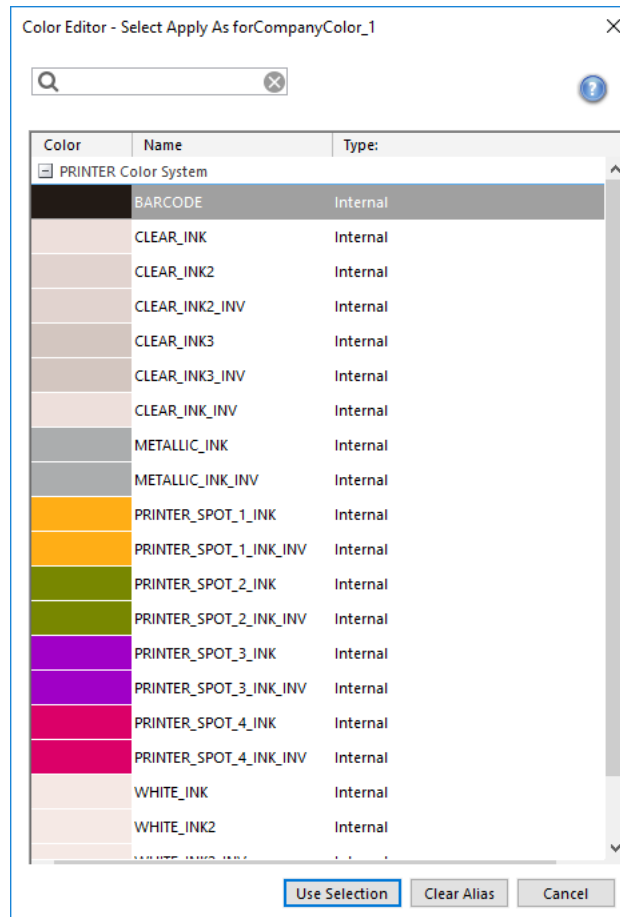 Color Editor - Select Apply As forCompanyColor_1
Color Name Type:
PRINTER Color System
BARCODE Internal
CLEAR_INK Internal
CLEAR_INK2 Internal
CLEAR_INK2_INV Internal
CLEAR_INK3 Internal
CLEAR_INK3_INV Internal
CLEAR_INK_INV Internal
METALLIC_INK Internal
METALLIC_INK_INV Internal
PRINTER_SPOT_1_INK Internal
PRINTER_SPOT_1_INK_INV Internal
PRINTER_SPOT_2_INK Internal
PRINTER_SPOT_2_INK_INV Internal
PRINTER_SPOT_3_INK Internal
PRINTER_SPOT_3_INK_INV Internal
PRINTER_SPOT_4_INK Internal
PRINTER_SPOT_4_INK_INV Internal
WHITE_INK Internal
WHITE_INK2 Internal
Use Selection Clear Alias Cancel